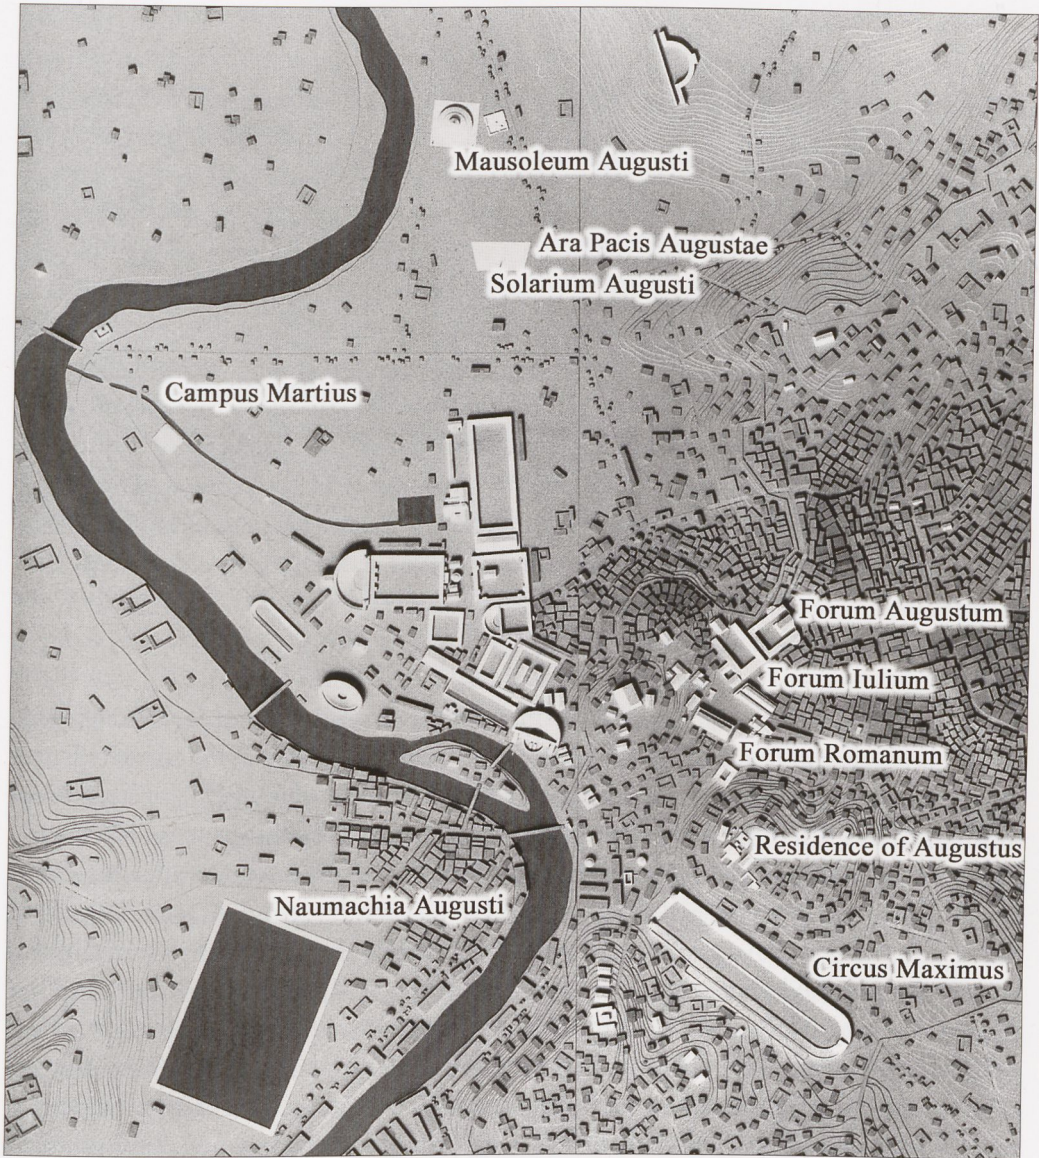 Mausoleum Augusti
Ara Pacis Augustae
Solarium Augusti
Campus Martius
Forum Augustum
Forum Iulium
Forum Romanum
Residence of Augustus
Naumachia Augusti
Circus Maximus